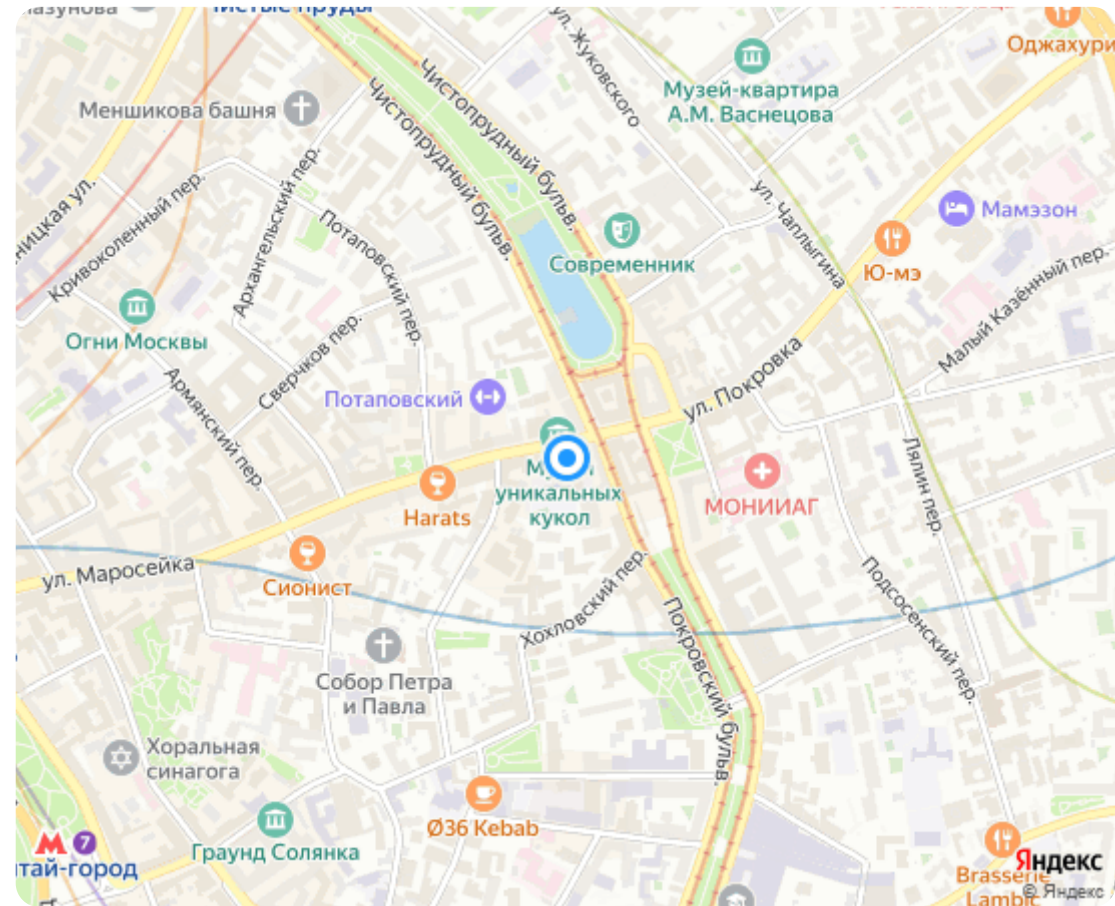 Чистые пруды
ул. Жуковского
Оджахури
Музей-квартира
А.М. Васнецова
Чистопрудный бульв.
Чистопрудный бульв.
Меншикова башня
Кривоколенный пер.
Архангельский пер.
Потаповский пер.
ул. Чаплыгина
Мамэзон
Современник
Ю-мэ
Малый Казённый пер.
Огни Москвы
Сверчков пер.
Армянский пер.
ул. Покровка
Потаповский
уникальных
кукол
Harats
МОНИИАГ
Лялин пер.
ул. Маросейка
Сионист
Хохловский пер.
Подсосенский пер.
Покровский бульв.
Собор Петра
и Павла
Хоральная
синагога
Ø36 Kebab
Граунд Солянка
М 7
тай-город
Brasserie
Lambic
Яндекс
© Яндекс